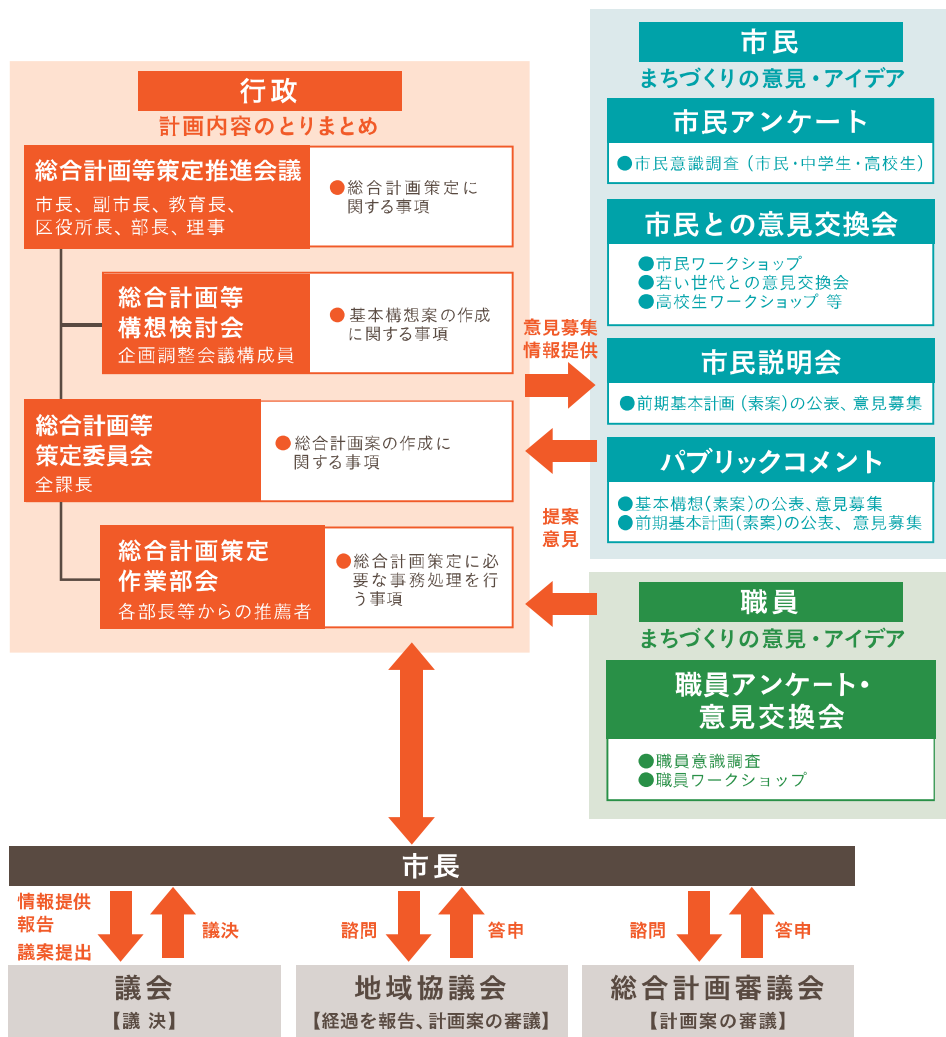 行政
計画内容のとりまとめ
総合計画等策定推進会議
市長、副市長、教育長、
区役所長、部長、理事
●総合計画策定に
関する事項
総合計画等
構想検討会
企画調整会議構成員
●基本構想案の作成
に関する事項
総合計画等
策定委員会
全課長
●総合計画案の作成に
関する事項
総合計画策定
作業部会
各部長等からの推薦者
●総合計画策定に必
要な事務処理を行
う事項
意見募集
情報提供
提案
意見
市民
まちづくりの意見・アイデア
市民アンケート
●市民意識調査（市民・中学生・高校生）
市民との意見交換会
●市民ワークショップ
●若い世代との意見交換会
●高校生ワークショップ 等
市民説明会
●前期基本計画（素案）の公表、意見募集
パブリックコメント
●基本構想（素案）の公表、意見募集
●前期基本計画（素案）の公表、意見募集
職員
まちづくりの意見・アイデア
職員アンケート・
意見交換会
●職員意識調査
●職員ワークショップ
市長
情報提供
報告
議案提出
議決
諮問
答申
諮問
答申
議会
【議 決】
地域協議会
【経過を報告、計画案の審議】
総合計画審議会
【計画案の審議】